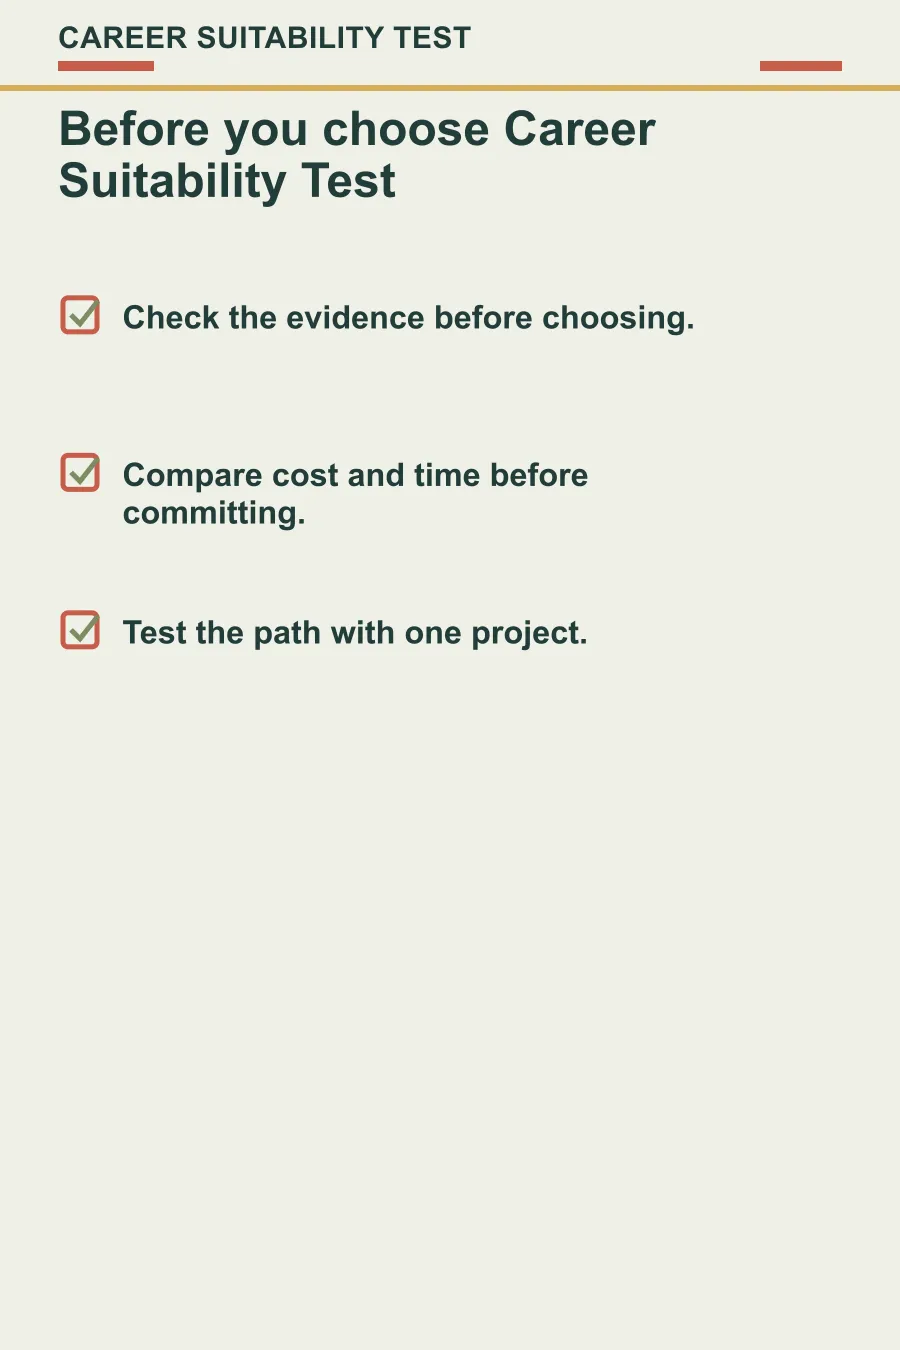 CAREER SUITABILITY TEST
Before you choose Career
Suitability Test
Check the evidence before choosing.
Compare cost and time before
committing.
Test the path with one project.